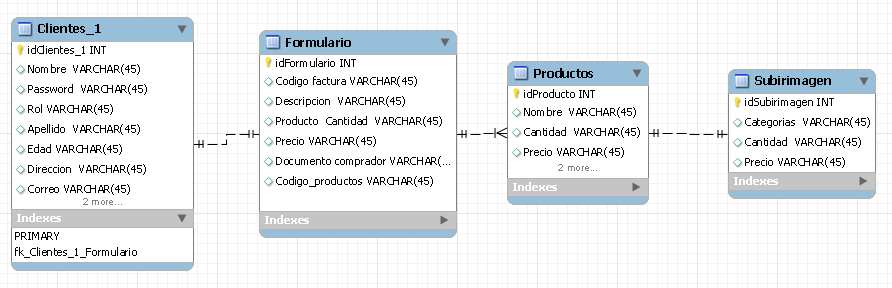 Clientes_1
idClientes_1 INT
Nombre VARCHAR(45)
Password VARCHAR(45)
Rol VARCHAR(45)
Apellido VARCHAR(45)
Edad VARCHAR(45)
Direccion VARCHAR(45)
Correo VARCHAR(45)
2 more...
Indexes
PRIMARY
fk_Clientes_1_Formulario
Formulario
idFormulario INT
Codigo factura VARCHAR(45)
Descripcion VARCHAR(45)
Producto Cantidad VARCHAR(45)
Precio VARCHAR(45)
Documento comprador VARCHAR(...
Codigo_productos VARCHAR(45)
Indexes
Productos
idProducto INT
Nombre VARCHAR(45)
Cantidad VARCHAR(45)
Precio VARCHAR(45)
2 more...
Indexes
Subirimagen
idSubirimagen INT
Categorias VARCHAR(45)
Cantidad VARCHAR(45)
Precio VARCHAR(45)
Indexes